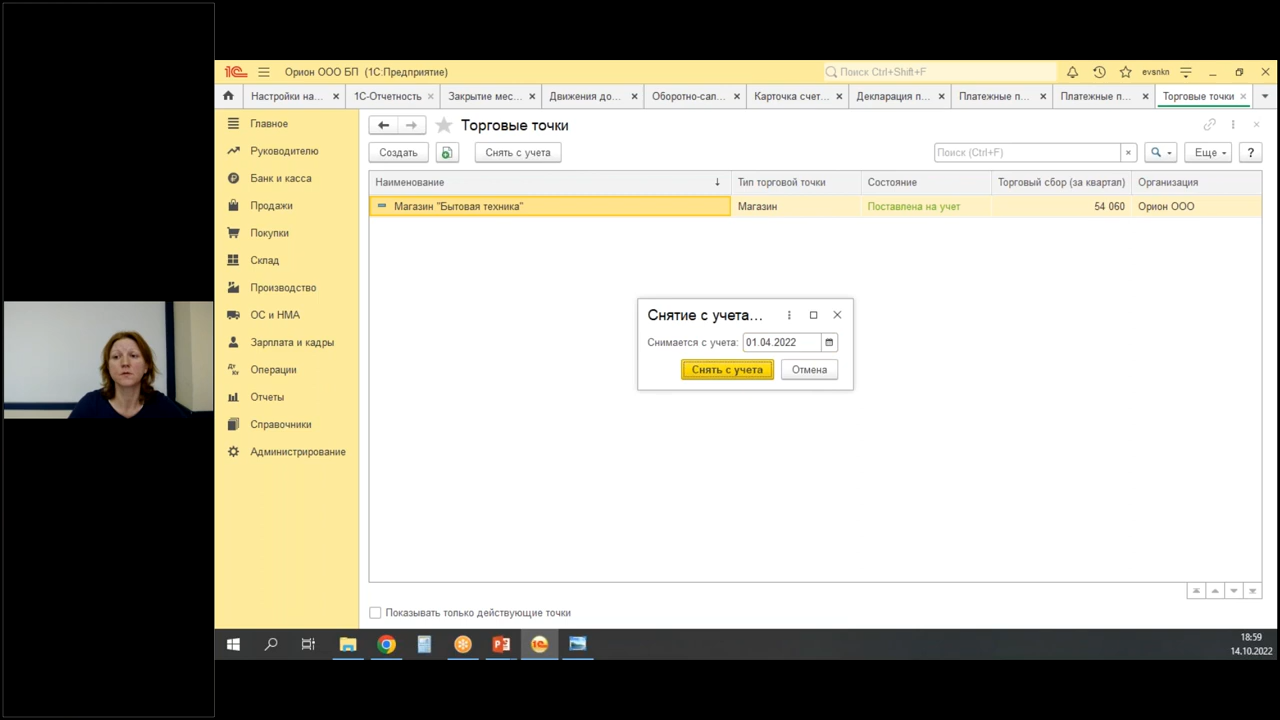 1С Орион ООО БП (1С:Предприятие) Поиск Ctrl+Shift+F evsnkn
Настройки на... 1С-Отчетность Закрытие мес... Движения до... Оборотно-сал... Карточка счет... Декларация п... Платежные п... Платежные п... Торговые точки
Главное
Руководителю
Банк и касса
Продажи
Покупки
Склад
Производство
ОС и НМА
Зарплата и кадры
Операции
Отчеты
Справочники
Администрирование
Торговые точки
Создать Снять с учета Поиск (Ctrl+F) Еще ?
Наименование Тип торговой точки Состояние Торговый сбор (за квартал) Организация
Магазин "Бытовая техника" Магазин Поставлена на учет 54 060 Орион ООО
Снятие с учета...
Снимается с учета: 01.04.2022
Снять с учета Отмена
Показывать только действующие точки
18:59
14.10.2022